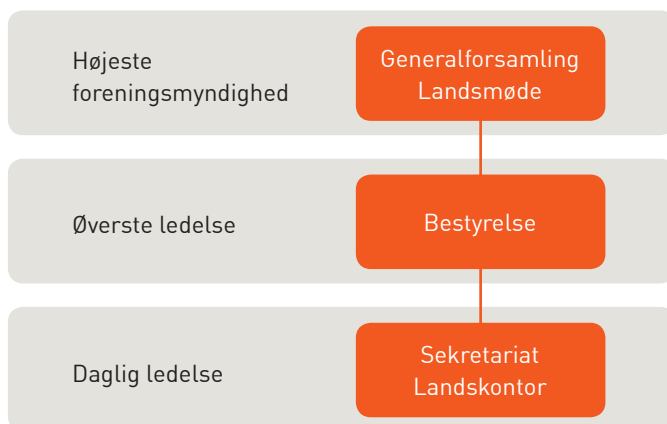 Højeste
foreningsmyndighed
Generalforsamling
Landsmøde
Øverste ledelse
Bestyrelse
Daglig ledelse
Sekretariat
Landskontor